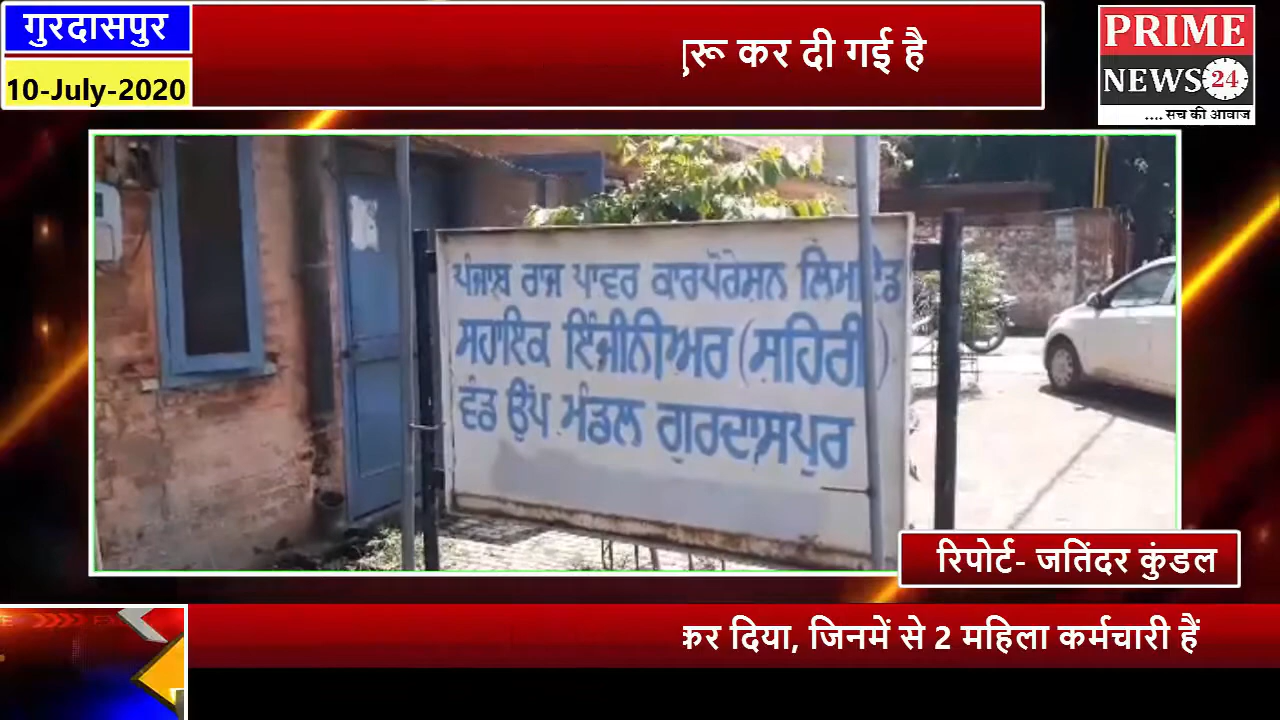 गुरदासपुर
10-July-2020
कर दी गई है
PRIME
NEWS 24
.... सच की आवाज
ਪੰਜਾਬ ਰਾਜ ਪਾਵਰ ਕਾਰਪੋਰੇਸ਼ਨ ਲਿਮਟਿਡ
ਸਹਾਇਕ ਇੰਜੀਨੀਅਰ (ਸ਼ਹਿਰੀ)
ਵੰਡ ਉਪ ਮੰਡਲ ਗੁਰਦਾਸਪੁਰ
रिपोर्ट- जतिंदर कुंडल
कर दिया, जिनमें से 2 महिला कर्मचारी हैं